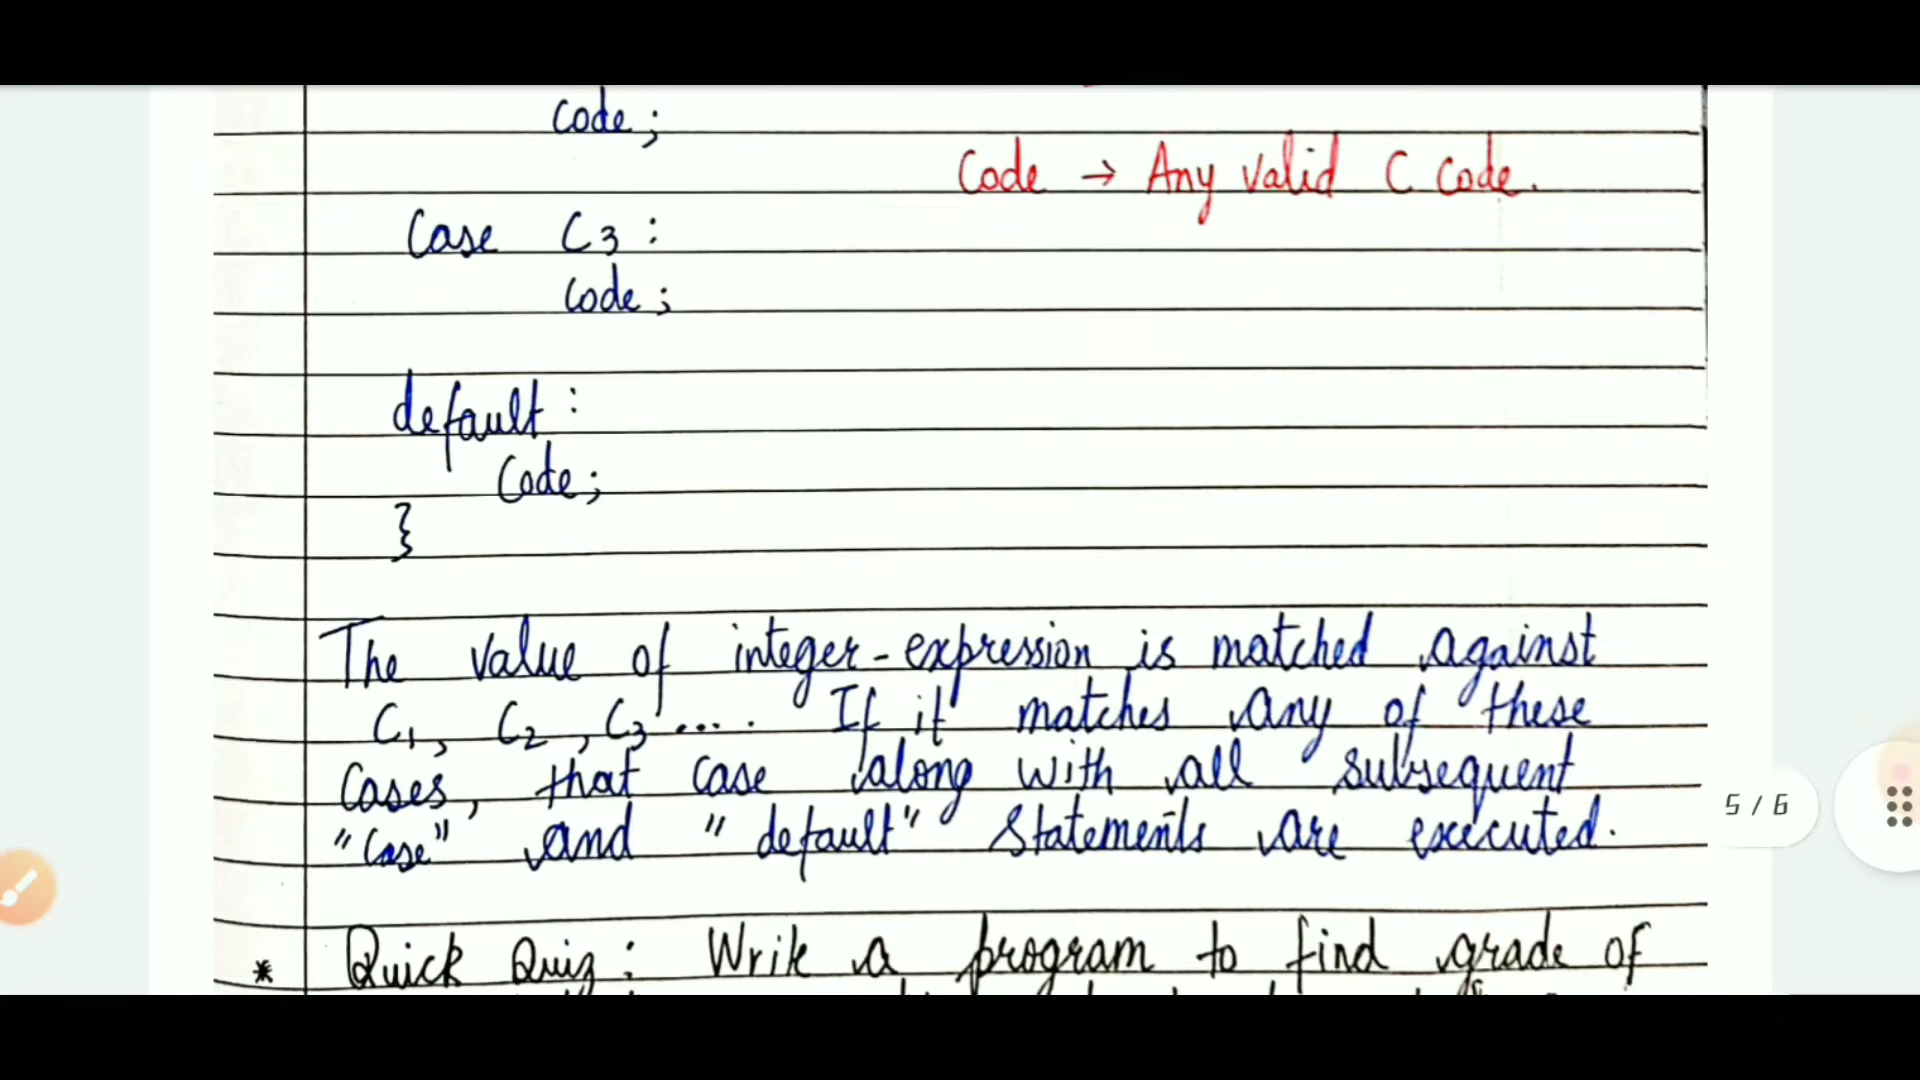 Code;
Code → Any valid C code.
Case C3:
Code;
default:
Code;
}
The value of integer-expression is matched against
C1, C2, C3 .... If it matches any of these
Cases, that case along with all subsequent
"Case" and "default" statements are executed.
5 / 6
* Quick Quiz: Write a program to find grade of